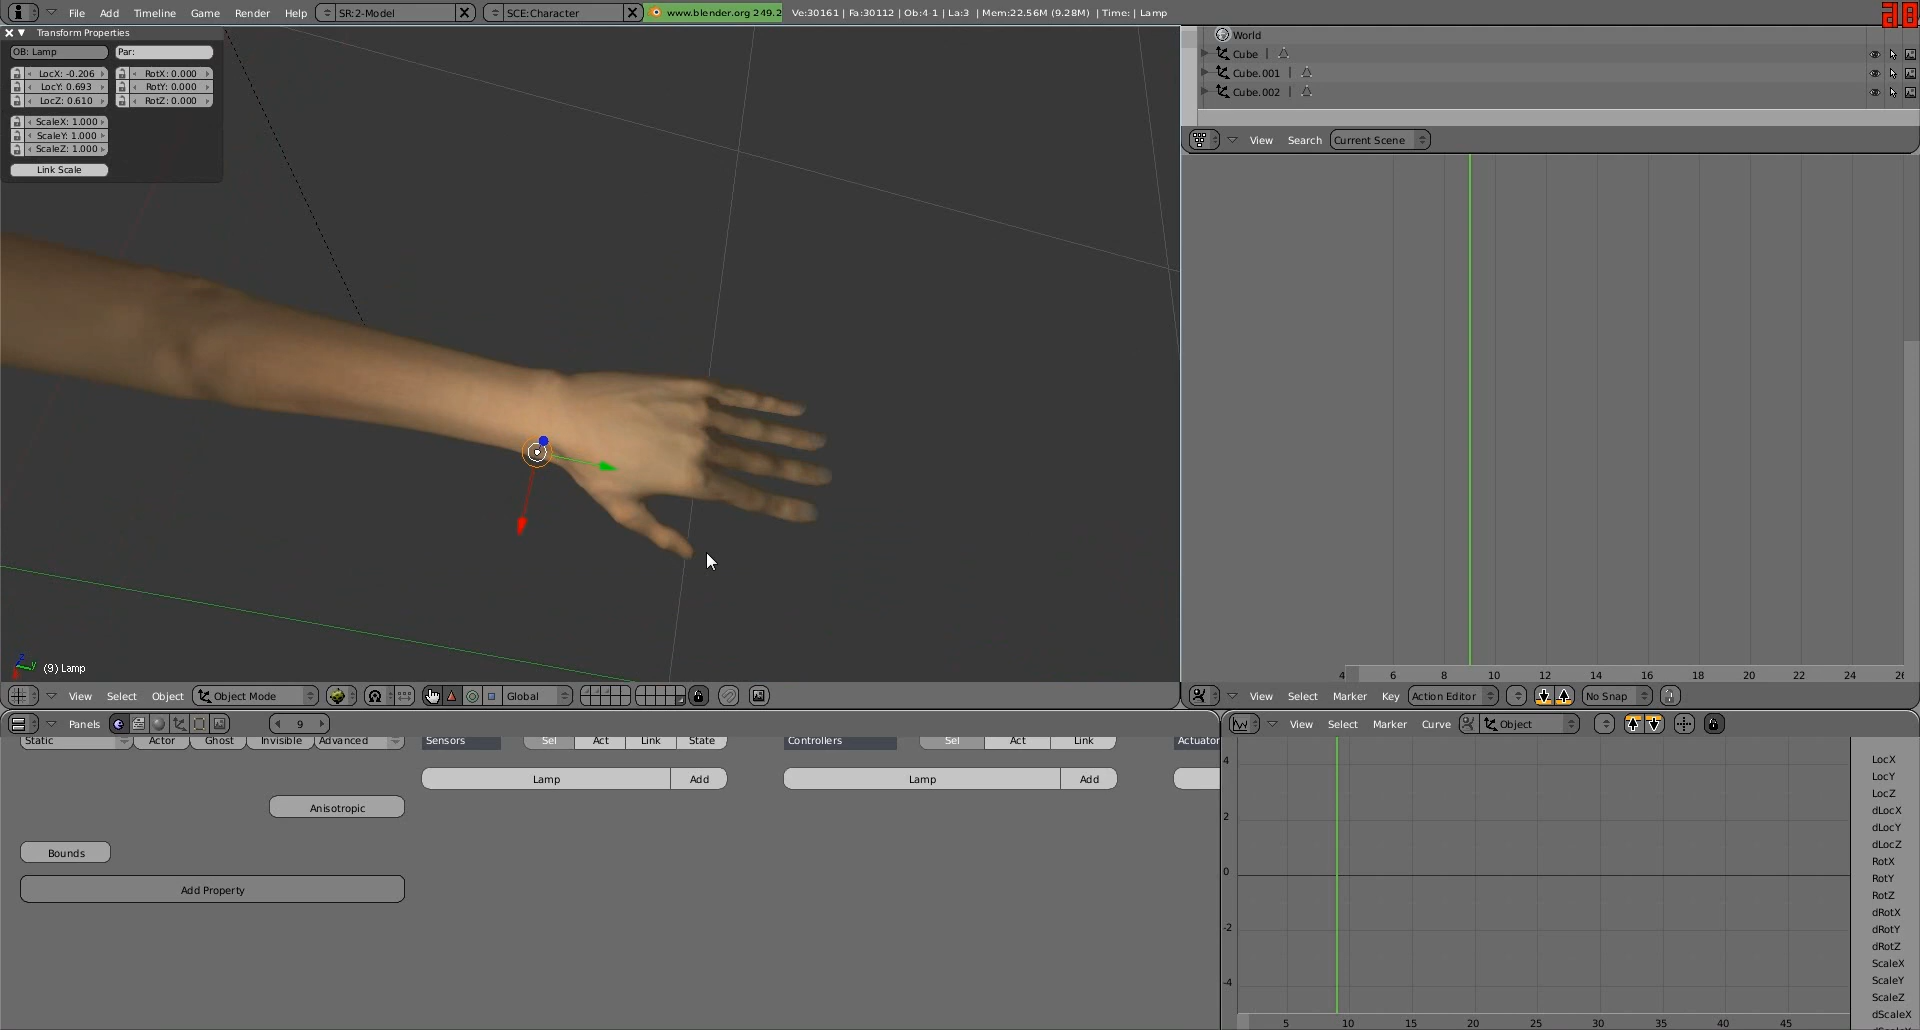 File Add Timeline Game Render Help SR:2-Model SCE:Character www.blender.org 249.2 Ve:30161 | Fa:30112 | Ob:4-1 | La:3 | Mem:22.56M (9.28M) | Time: | Lamp
Transform Properties
OB: Lamp Par:
LocX: -0.206 RotX: 0.000
LocY: 0.693 RotY: 0.000
LocZ: 0.610 RotZ: 0.000
ScaleX: 1.000
ScaleY: 1.000
ScaleZ: 1.000
Link Scale
World
Cube
Cube.001
Cube.002
View Search Current Scene
(9) Lamp
4 6 8 10 12 14 16 18 20 22 24 26
View Select Object Object Mode Global
View Select Marker Key Action Editor No Snap
Panels 9
View Select Marker Curve Object
Static Actor Ghost Invisible Advanced
Sensors Sel Act Link State
Controllers Sel Act Link
Actuator
Lamp Add
Lamp Add
Anisotropic
Bounds
Add Property
4
2
0
-2
-4
5 10 15 20 25 30 35 40 45
LocX
LocY
LocZ
dLocX
dLocY
dLocZ
RotX
RotY
RotZ
dRotX
dRotY
dRotZ
ScaleX
ScaleY
ScaleZ
dScaleX